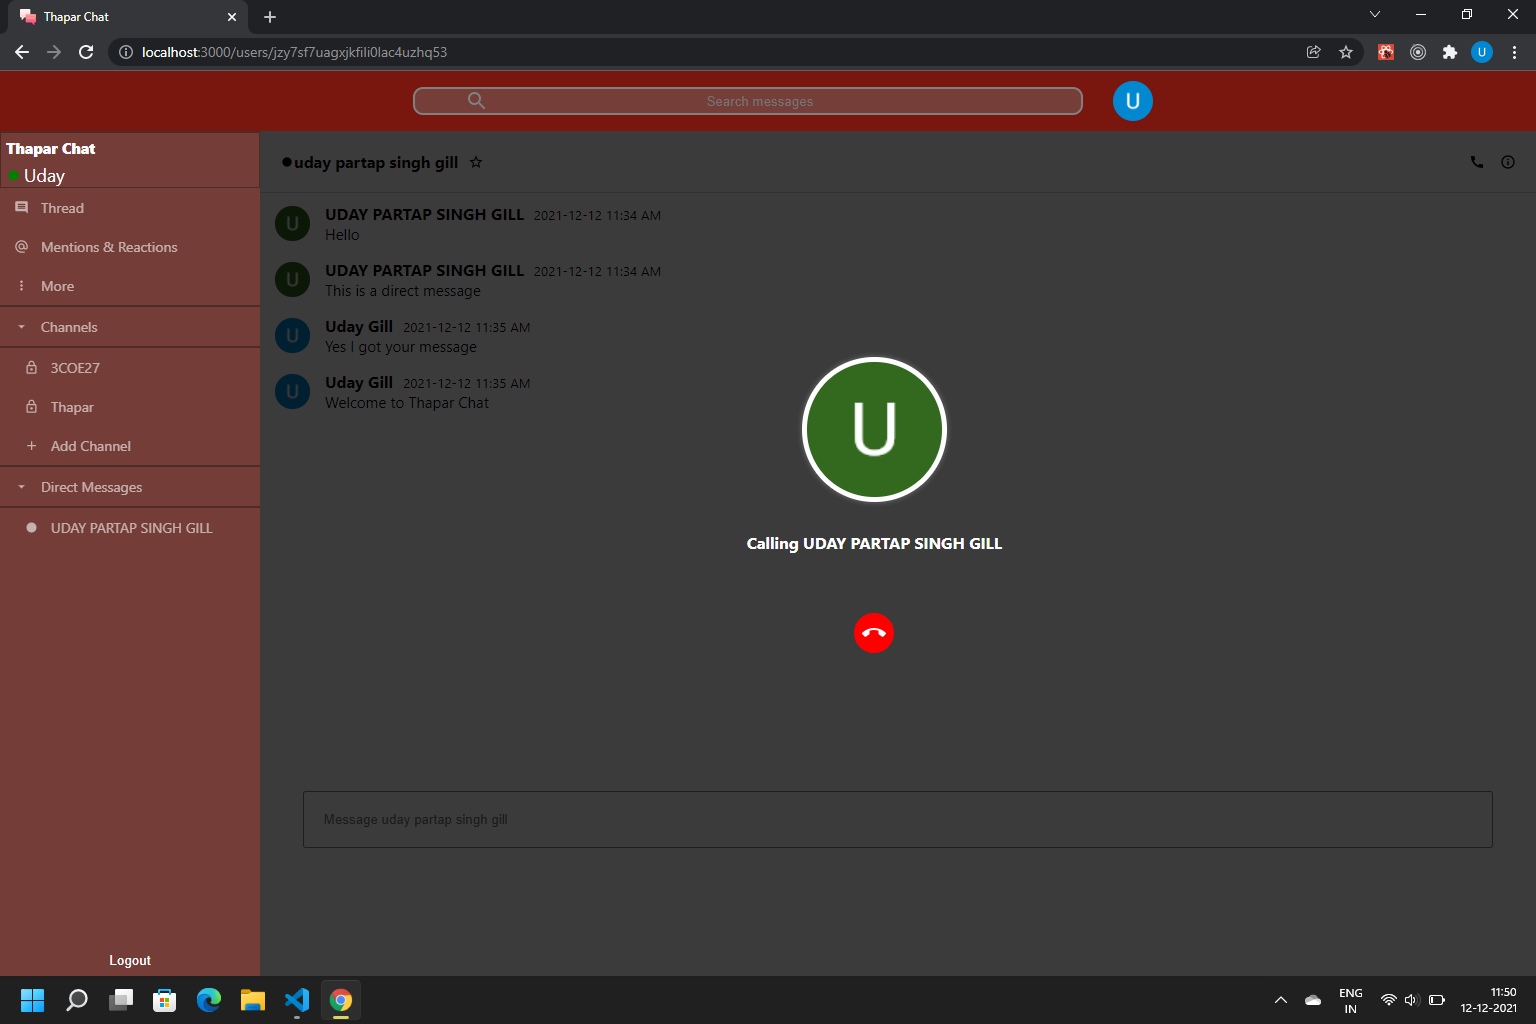 Thapar Chat
localhost:3000/users/jzy7sf7uagxjkfili0lac4uzhq53
U
Search messages
U
Thapar Chat
Uday
Thread
Mentions & Reactions
More
Channels
3COE27
Thapar
Add Channel
Direct Messages
UDAY PARTAP SINGH GILL
Logout
uday partap singh gill
U
UDAY PARTAP SINGH GILL 2021-12-12 11:34 AM
Hello
U
UDAY PARTAP SINGH GILL 2021-12-12 11:34 AM
This is a direct message
U
Uday Gill 2021-12-12 11:35 AM
Yes I got your message
U
Uday Gill 2021-12-12 11:35 AM
Welcome to Thapar Chat
U
Calling UDAY PARTAP SINGH GILL
Message uday partap singh gill
ENG
IN
11:50
12-12-2021